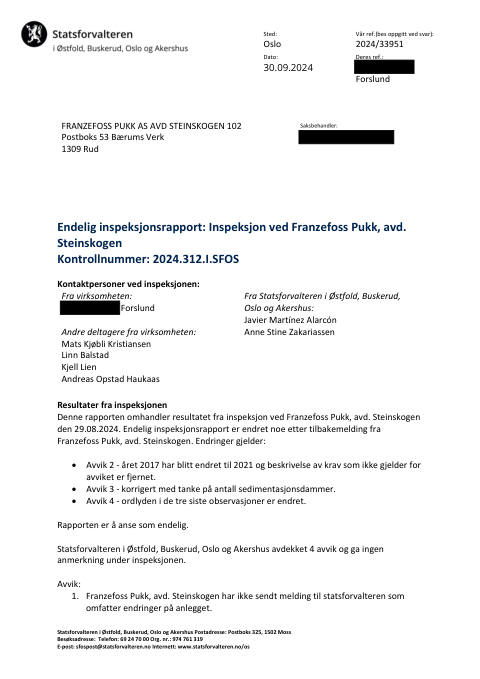 Statsforvalteren
i Østfold, Buskerud, Oslo og Akershus
Sted:
Oslo
Dato:
30.09.2024
Vår ref.(bes oppgitt ved svar):
2024/33951
Deres ref.:
Forslund
FRANZEFOSS PUKK AS AVD STEINSKOGEN 102
Postboks 53 Bærums Verk
1309 Rud
Saksbehandler:
Endelig inspeksjonsrapport: Inspeksjon ved Franzefoss Pukk, avd.
Steinskogen
Kontrollnummer: 2024.312.I.SFOS
Kontaktpersoner ved inspeksjonen:
Fra virksomheten:
Forslund
Andre deltagere fra virksomheten:
Mats Kjøbli Kristiansen
Linn Balstad
Kjell Lien
Andreas Opstad Haukaas
Fra Statsforvalteren i Østfold, Buskerud,
Oslo og Akershus:
Javier Martínez Alarcón
Anne Stine Zakariassen
Resultater fra inspeksjonen
Denne rapporten omhandler resultatet fra inspeksjon ved Franzefoss Pukk, avd. Steinskogen
den 29.08.2024. Endelig inspeksjonsrapport er endret noe etter tilbakemelding fra
Franzefoss Pukk, avd. Steinskogen. Endringer gjelder:
• Avvik 2 - året 2017 har blitt endret til 2021 og beskrivelse av krav som ikke gjelder for
avviket er fjernet.
• Avvik 3 - korrigert med tanke på antall sedimentasjonsdammer.
• Avvik 4 - ordlyden i de tre siste observasjoner er endret.
Rapporten er å anse som endelig.
Statsforvalteren i Østfold, Buskerud, Oslo og Akershus avdekket 4 avvik og ga ingen
anmerkning under inspeksjonen.
Avvik:
1. Franzefoss Pukk, avd. Steinskogen har ikke sendt melding til statsforvalteren som
omfatter endringer på anlegget.
Statsforvalteren i Østfold, Buskerud, Oslo og Akershus Postadresse: Postboks 325, 1502 Moss
Besøksadresse: Telefon: 69 24 70 00 Org. nr.: 974 761 319
E-post: sfospost@statsforvalteren.no Internett: www.statsforvalteren.no/os